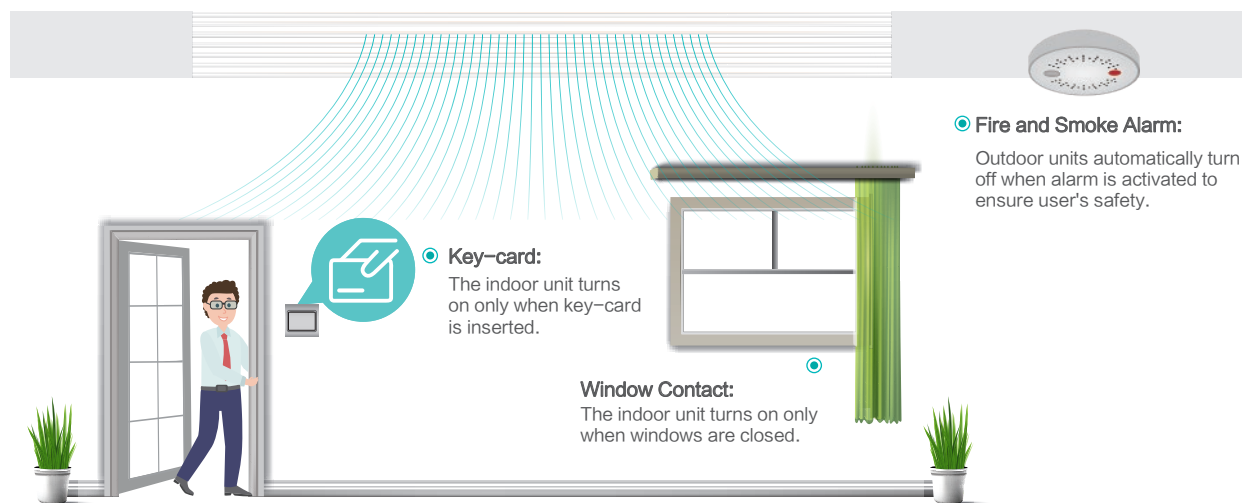 Fire and Smoke Alarm:
Outdoor units automatically turn
off when alarm is activated to
ensure user's safety.
Key-card:
The indoor unit turns
on only when key-card
is inserted.
Window Contact:
The indoor unit turns on only
when windows are closed.